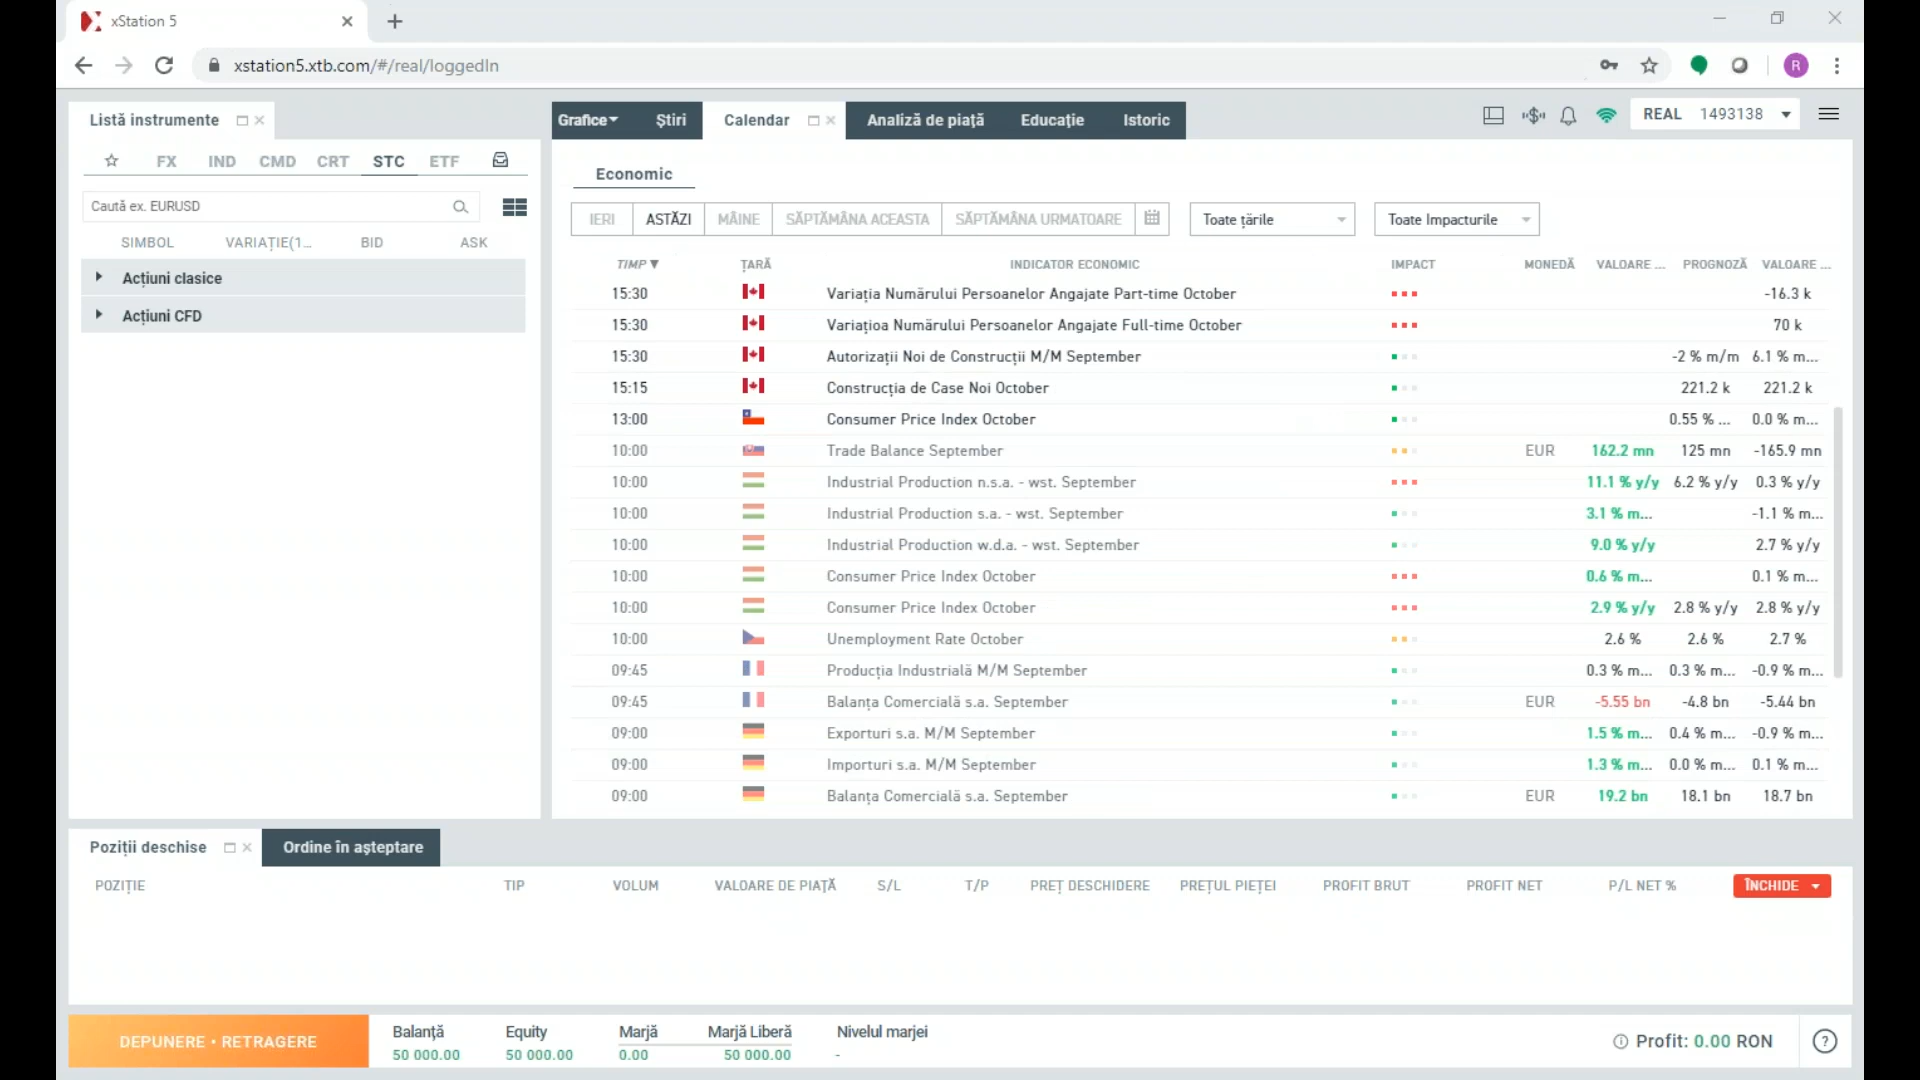 xStation 5
xstation5.xtb.com/#/real/loggedIn
R
Listă instrumente
Grafice Știri Calendar Analiză de piață Educație Istoric
REAL 1493138
FX IND CMD CRT STC ETF
Caută ex. EURUSD
SIMBOL VARIAȚIE(1... BID ASK
Acțiuni clasice
Acțiuni CFD
Economic
IERI ASTĂZI MÂINE SĂPTĂMÂNA ACEASTA SĂPTĂMÂNA URMATOARE Toate țările Toate Impacturile
TIMP ▼ ȚARĂ INDICATOR ECONOMIC IMPACT MONEDĂ VALOARE ... PROGNOZĂ VALOARE ...
15:30 Variația Numărului Persoanelor Angajate Part-time October -16.3 k
15:30 Variațioa Numărului Persoanelor Angajate Full-time October 70 k
15:30 Autorizații Noi de Construcții M/M September -2 % m/m 6.1 % m...
15:15 Construcția de Case Noi October 221.2 k 221.2 k
13:00 Consumer Price Index October 0.55 % ... 0.0 % m...
10:00 Trade Balance September EUR 162.2 mn 125 mn -165.9 mn
10:00 Industrial Production n.s.a. - wst. September 11.1 % y/y 6.2 % y/y 0.3 % y/y
10:00 Industrial Production s.a. - wst. September 3.1 % m... -1.1 % m...
10:00 Industrial Production w.d.a. - wst. September 9.0 % y/y 2.7 % y/y
10:00 Consumer Price Index October 0.6 % m... 0.1 % m...
10:00 Consumer Price Index October 2.9 % y/y 2.8 % y/y 2.8 % y/y
10:00 Unemployment Rate October 2.6 % 2.6 % 2.7 %
09:45 Producția Industrială M/M September 0.3 % m... 0.3 % m... -0.9 % m...
09:45 Balanța Comercială s.a. September EUR -5.55 bn -4.8 bn -5.44 bn
09:00 Exporturi s.a. M/M September 1.5 % m... 0.4 % m... -0.9 % m...
09:00 Importuri s.a. M/M September 1.3 % m... 0.0 % m... 0.1 % m...
09:00 Balanța Comercială s.a. September EUR 19.2 bn 18.1 bn 18.7 bn
Poziții deschise Ordine în așteptare
POZIȚIE TIP VOLUM VALOARE DE PIAȚĂ S/L T/P PREȚ DESCHIDERE PREȚUL PIEȚEI PROFIT BRUT PROFIT NET P/L NET % ÎNCHIDE
DEPUNERE • RETRAGERE
Balanță Equity Marjă Marjă Liberă Nivelul marjei
50 000.00 50 000.00 0.00 50 000.00 -
Profit: 0.00 RON ?